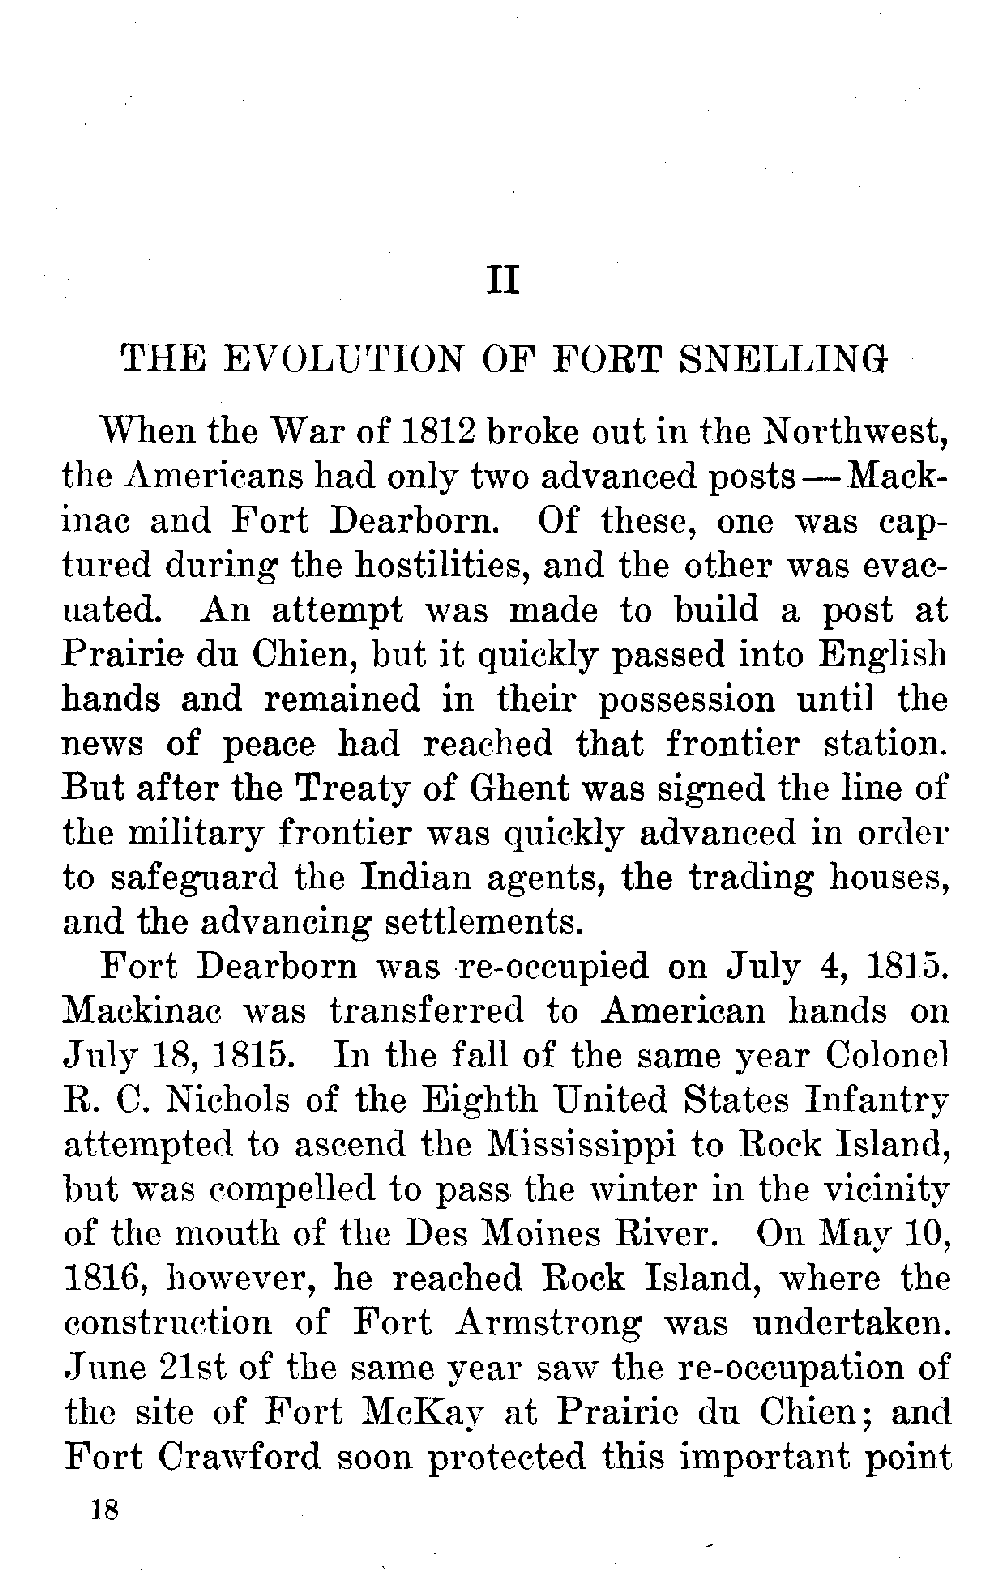 II
THE EVOLUTION OF FORT SNELLING
When the War of 1812 broke out in the Northwest,
the Americans had only two advanced posts — Mack-
inac and Fort Dearborn. Of these, one was cap-
tured during the hostilities, and the other was evac-
uated. An attempt was made to build a post at
Prairie du Chien, but it quickly passed into English
hands and remained in their possession until the
news of peace had reached that frontier station.
But after the Treaty of Ghent was signed the line of
the military frontier was quickly advanced in order
to safeguard the Indian agents, the trading houses,
and the advancing settlements.
Fort Dearborn was re-occupied on July 4, 1815.
Mackinac was transferred to American hands on
July 18, 1815. In the fall of the same year Colonel
R. C. Nichols of the Eighth United States Infantry
attempted to ascend the Mississippi to Rock Island,
but was compelled to pass the winter in the vicinity
of the mouth of the Des Moines River. On May 10,
1816, however, he reached Rock Island, where the
construction of Fort Armstrong was undertaken.
June 21st of the same year saw the re-occupation of
the site of Fort McKay at Prairie du Chien; and
Fort Crawford soon protected this important point
18